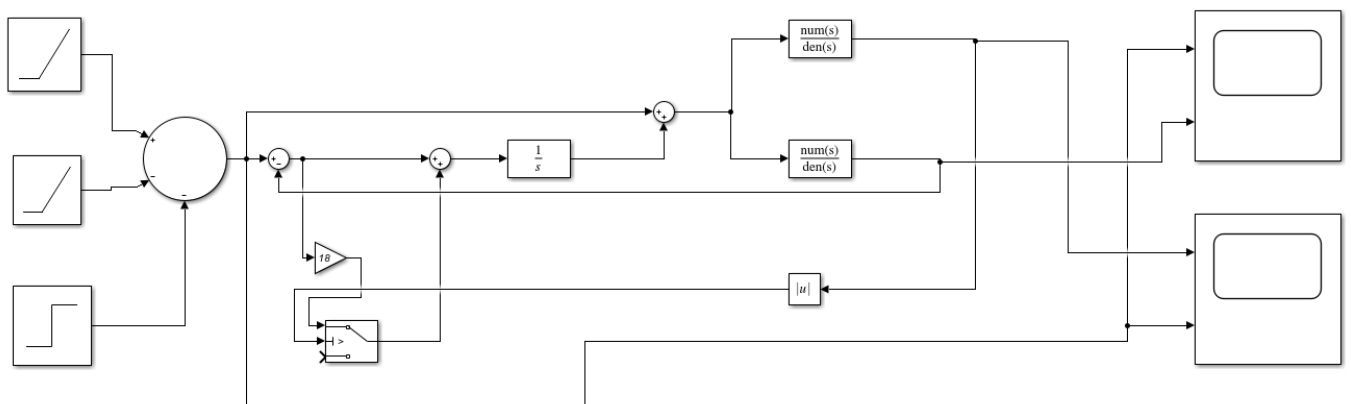 num(s)
den(s)
+
−
−
+
−
+
+
1
s
+
+
num(s)
den(s)
18
|u|
>